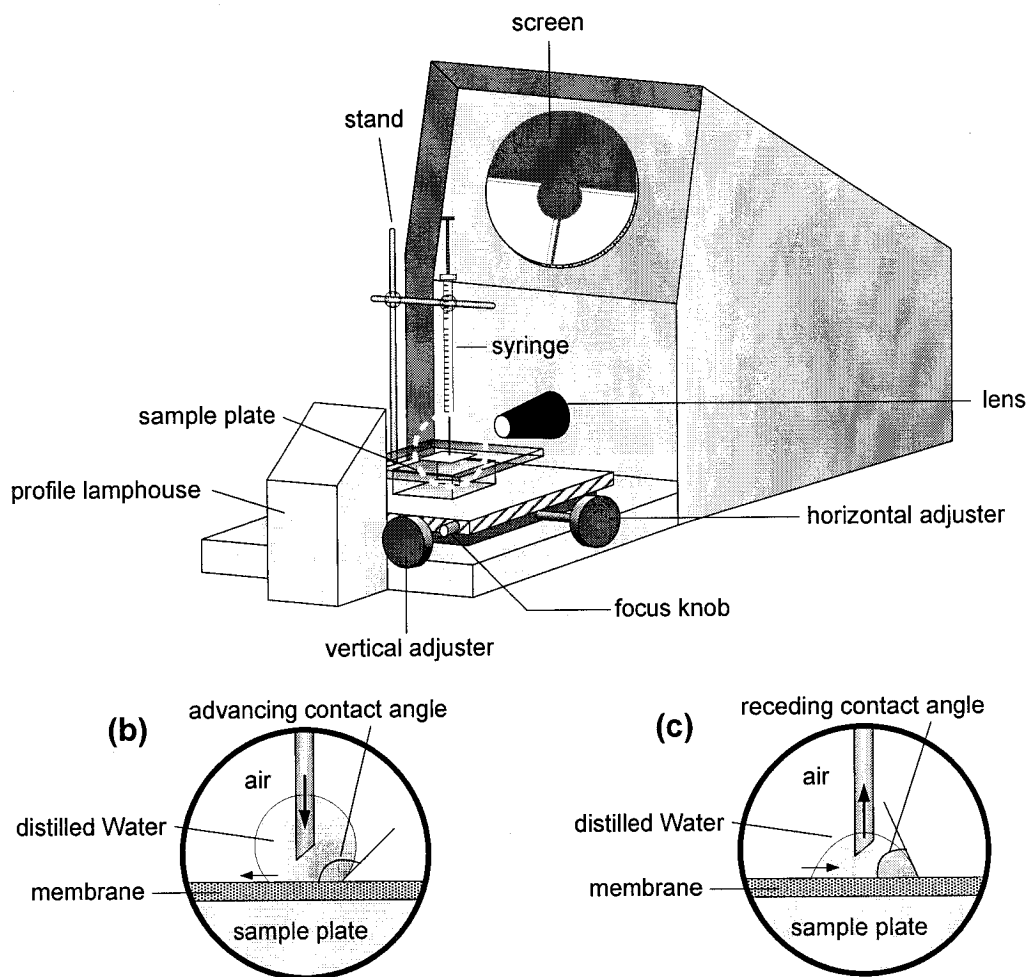 screen
stand
syringe
sample plate
lens
profile lamphouse
horizontal adjuster
focus knob
vertical adjuster
(b)
advancing contact angle
air
distilled Water
membrane
sample plate
(c)
receding contact angle
air
distilled Water
membrane
sample plate